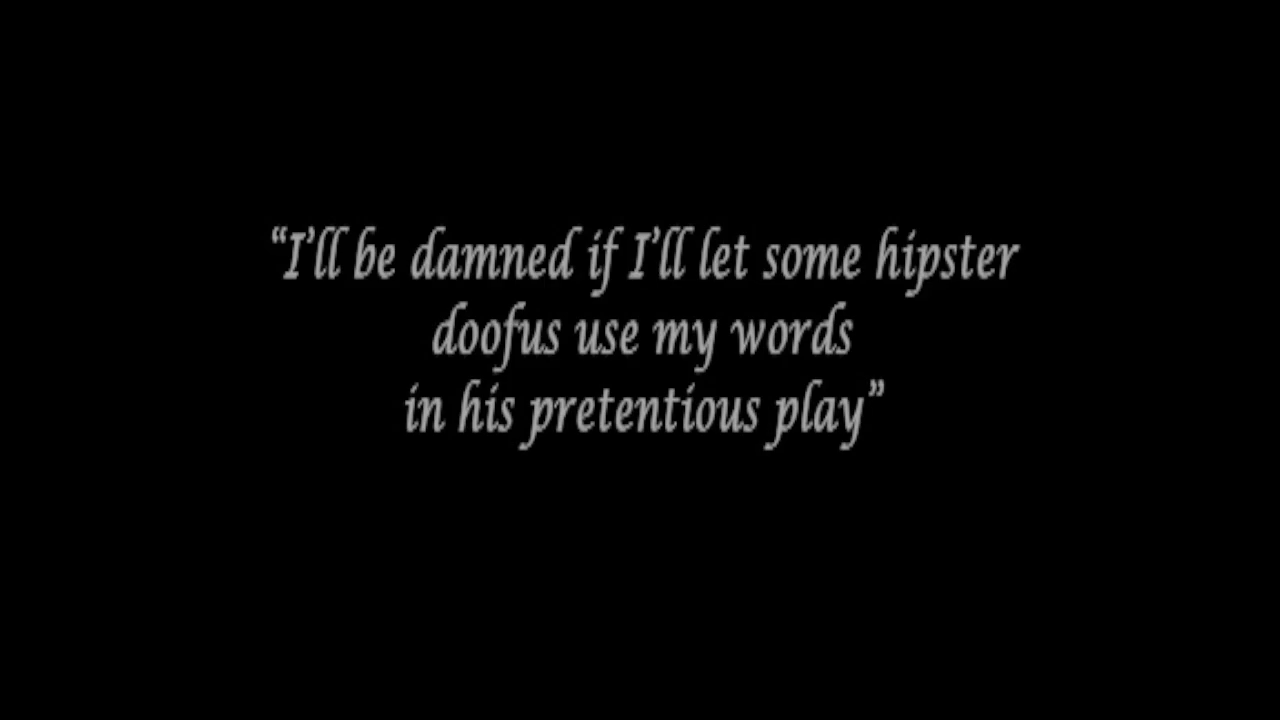 “I’ll be damned if I’ll let some hipster
doofus use my words
in his pretentious play”